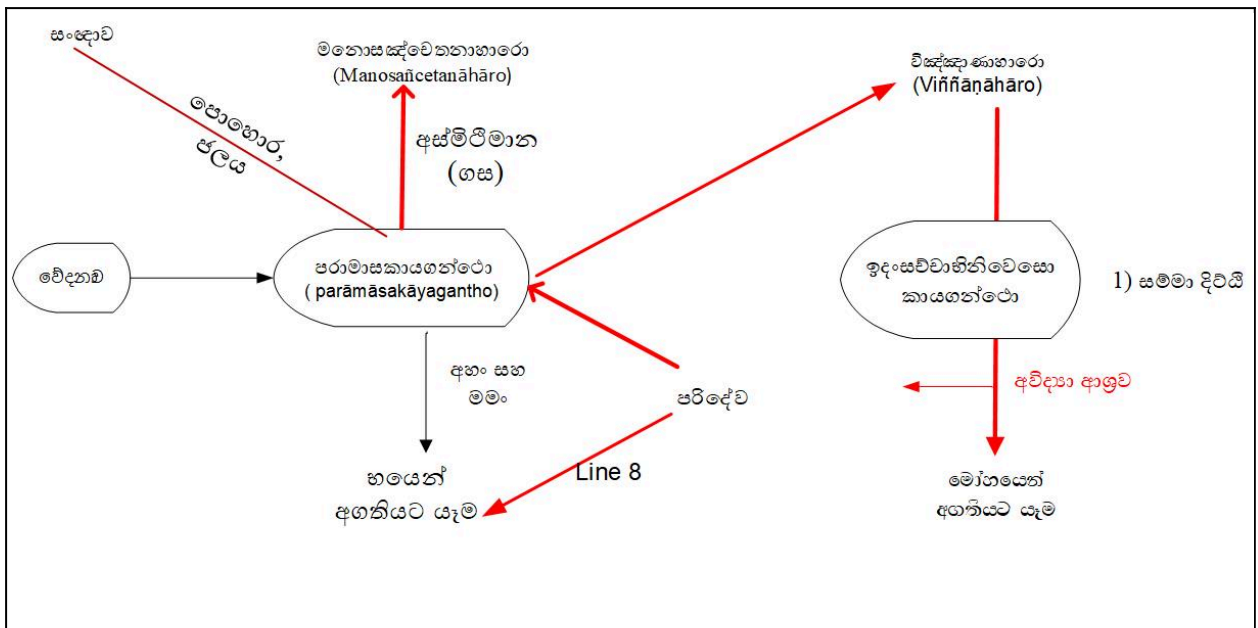 සංඥාව
මනොසඤ්චෙතනාහාරො
(Manosañcetanāhāro)
විඤ්ඤාණාහාරො
(Viññāṇāhāro)
පොහොර,
ජලය
අස්මිථිමාන
(ගස)
වේදනාව
පරාමාසකායගන්ථො
( parāmāsakāyagantho)
ඉදංසච්චාභිනිවෙසො
කායගන්ථො
1) සම්මා දිට්යී
අහං සහ
මමං
පරිදේව
අවිද්‍යා ආශ්‍රව
Line 8
භයෙන්
අගතියට යෑම
මෝහයෙන්
අගතියට යෑම